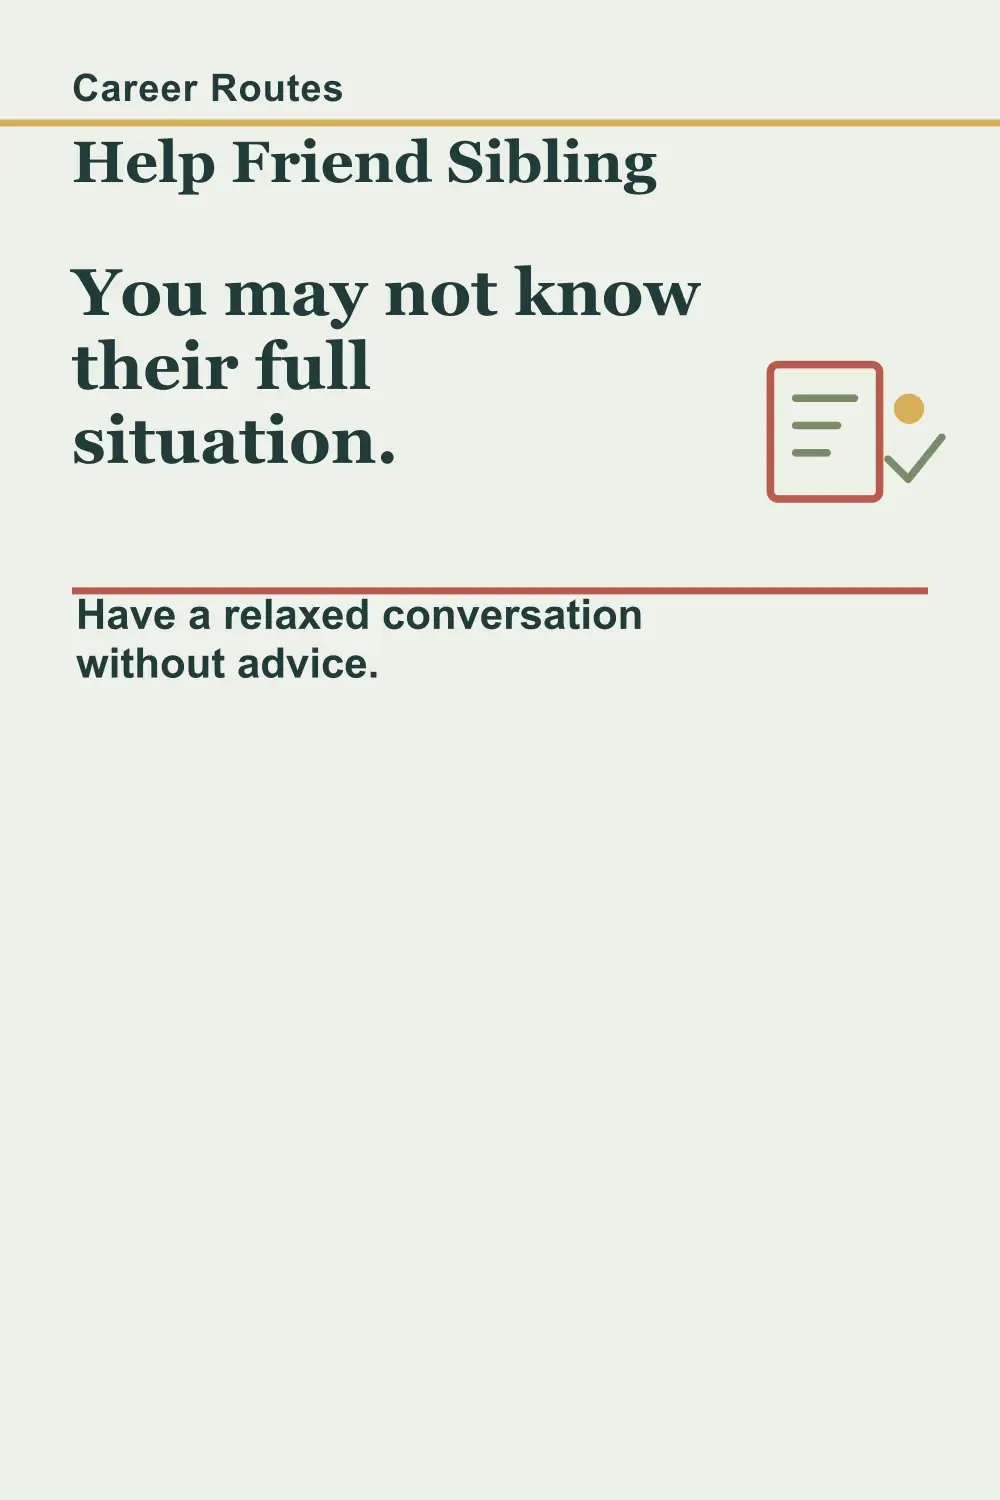 Career Routes
Help Friend Sibling
You may not know
their full
situation.
Have a relaxed conversation
without advice.